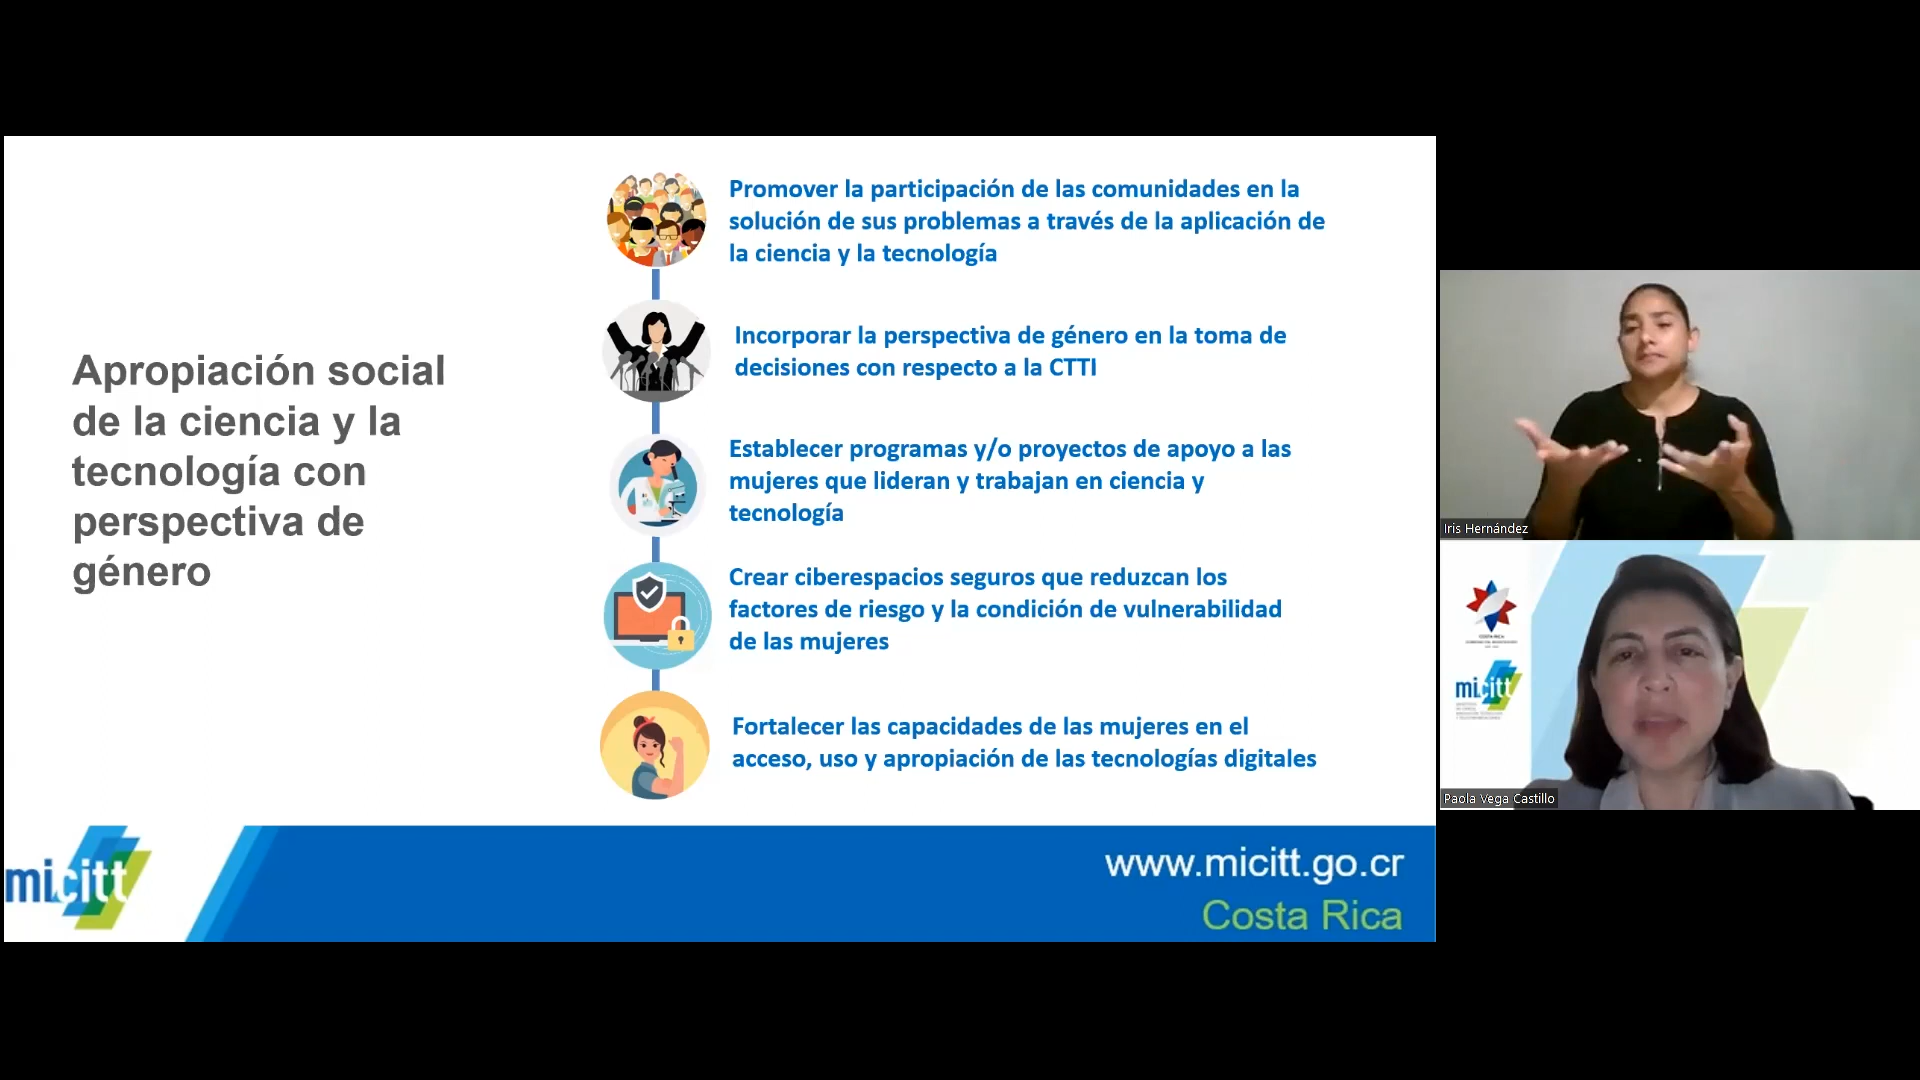 Apropiación social
de la ciencia y la
tecnología con
perspectiva de
género
Promover la participación de las comunidades en la
solución de sus problemas a través de la aplicación de
la ciencia y la tecnología
Incorporar la perspectiva de género en la toma de
decisiones con respecto a la CTTI
Establecer programas y/o proyectos de apoyo a las
mujeres que lideran y trabajan en ciencia y
tecnología
Crear ciberespacios seguros que reduzcan los
factores de riesgo y la condición de vulnerabilidad
de las mujeres
Fortalecer las capacidades de las mujeres en el
acceso, uso y apropiación de las tecnologías digitales
micitt
www.micitt.go.cr
Costa Rica
Iris Hernández
COSTA RICA
micitt
Paola Vega Castillo